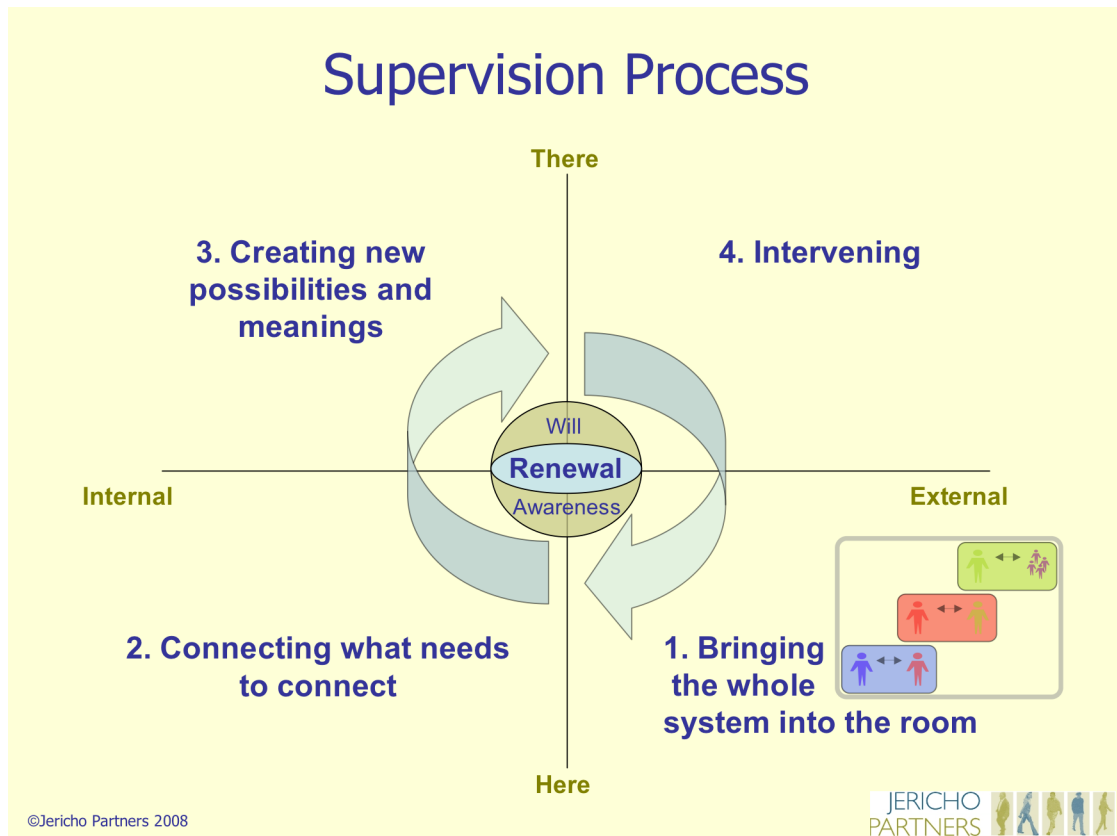 Supervision Process
There
3. Creating new
possibilities and
meanings
4. Intervening
Will
Renewal
Awareness
Internal
External
2. Connecting what needs
to connect
1. Bringing
the whole
system into the room
Here
©Jericho Partners 2008
JERICHO
PARTNERS